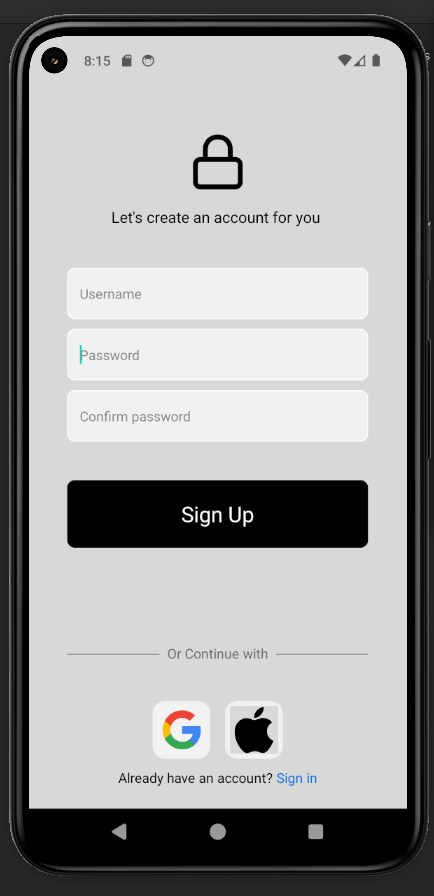 8:15
Let's create an account for you
Username
Password
Confirm password
Sign Up
Or Continue with
Already have an account? Sign in